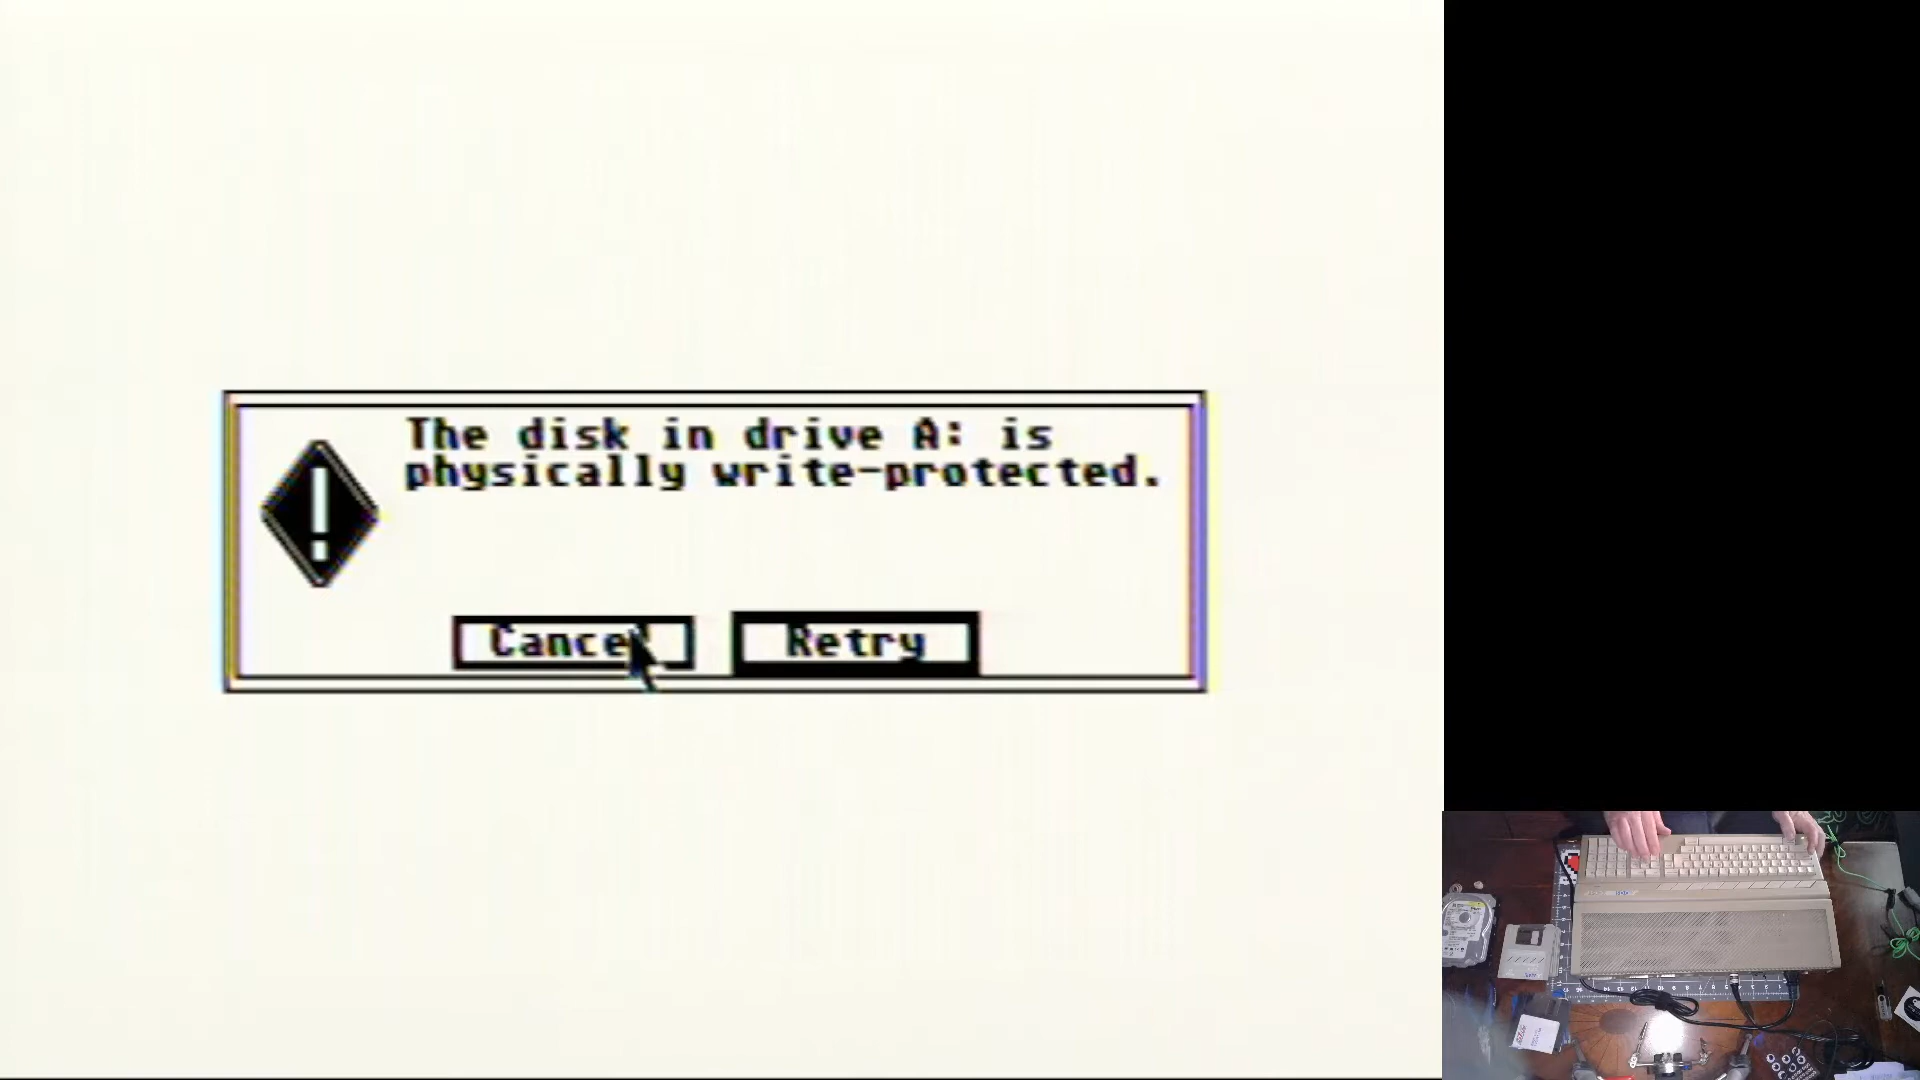 The disk in drive A: is
physically write-protected.
!
Cancel
Retry